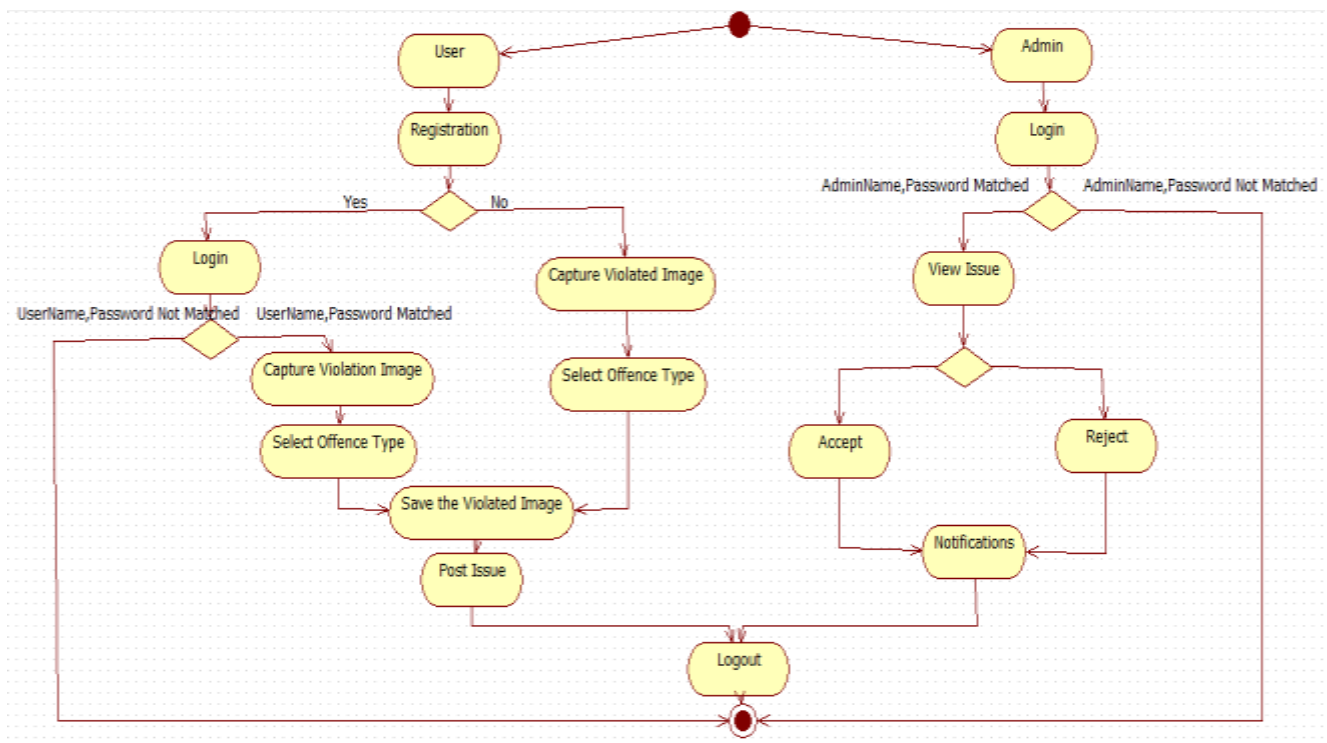 User
Admin
Registration
Login
AdminName,Password Matched
AdminName,Password Not Matched
Yes
No
Login
Capture Violated Image
View Issue
UserName,Password Not Matched
UserName,Password Matched
Capture Violation Image
Select Offence Type
Select Offence Type
Accept
Reject
Save the Violated Image
Notifications
Post Issue
Logout